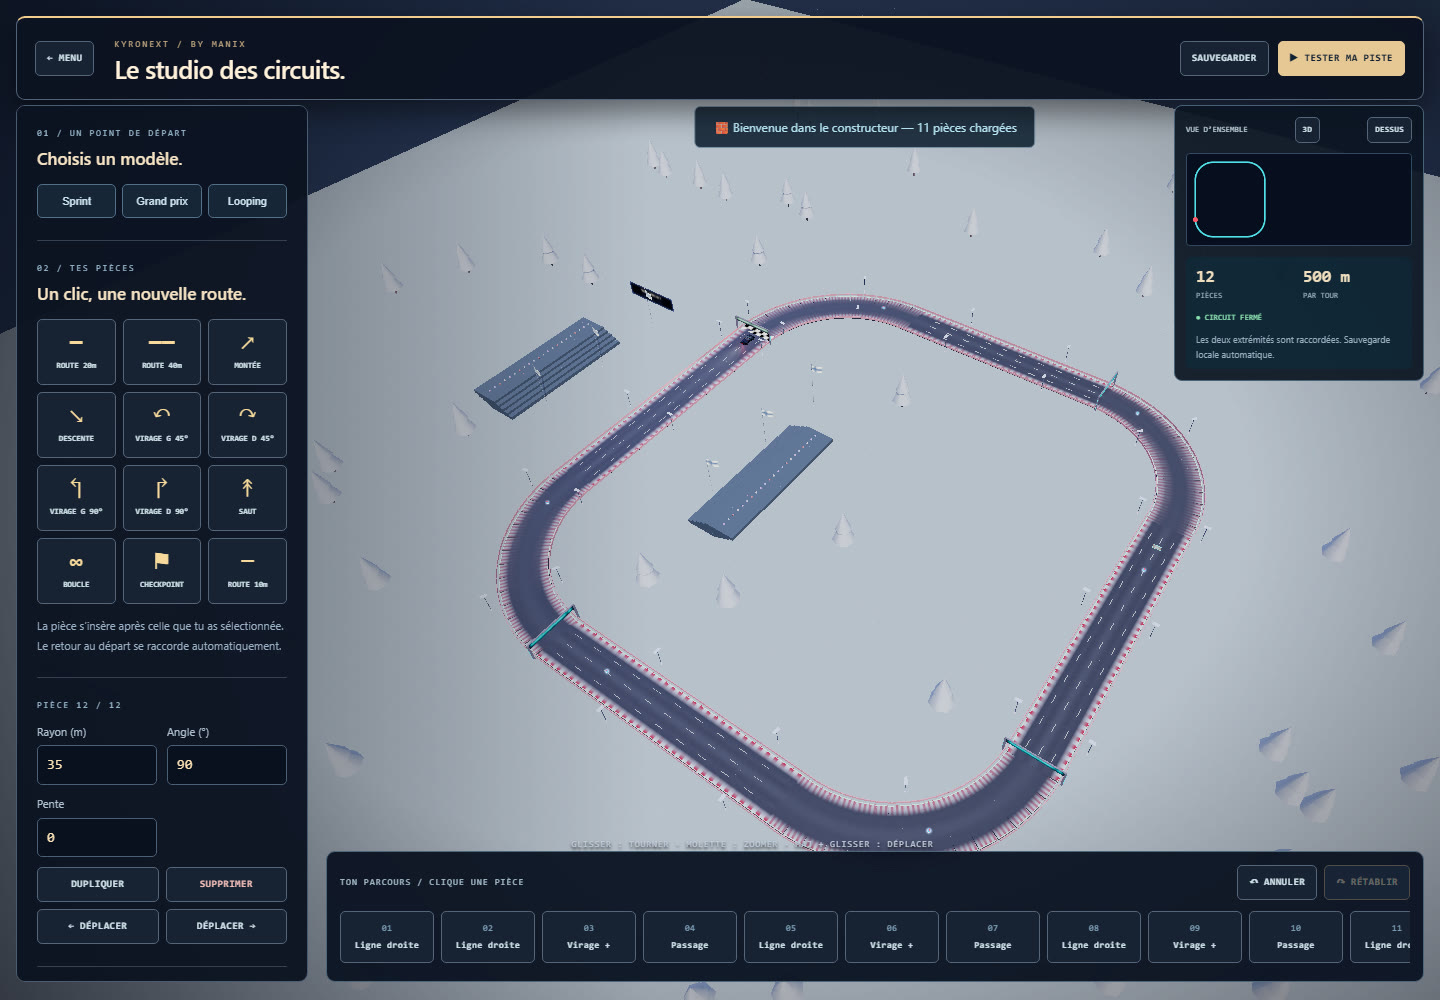 ← MENU
KYRONEXT / BY MANIX
Le studio des circuits.
SAUVEGARDER
▶ TESTER MA PISTE
01 / UN POINT DE DÉPART
Choisis un modèle.
Sprint
Grand prix
Looping
02 / TES PIÈCES
Un clic, une nouvelle route.
ROUTE 20m
ROUTE 40m
MONTÉE
DESCENTE
VIRAGE G 45°
VIRAGE D 45°
VIRAGE G 90°
VIRAGE D 90°
SAUT
BOUCLE
CHECKPOINT
ROUTE 10m
La pièce s'insère après celle que tu as sélectionnée.
Le retour au départ se raccorde automatiquement.
PIÈCE 12 / 12
Rayon (m)
Angle (°)
35
90
Pente
0
DUPLIQUER
SUPPRIMER
← DÉPLACER
DÉPLACER →
Bienvenue dans le constructeur — 11 pièces chargées
VUE D'ENSEMBLE
3D
DESSUS
12
500 m
PIÈCES
PAR TOUR
● CIRCUIT FERMÉ
Les deux extrémités sont raccordées. Sauvegarde
locale automatique.
GLISSER : TOURNER · MOLETTE : ZOOMER · MAJ + GLISSER : DÉPLACER
TON PARCOURS / CLIQUE UNE PIÈCE
↶ ANNULER
↷ RÉTABLIR
01
Ligne droite
02
Ligne droite
03
Virage +
04
Passage
05
Ligne droite
06
Virage +
07
Passage
08
Ligne droite
09
Virage +
10
Passage
11
Ligne dro